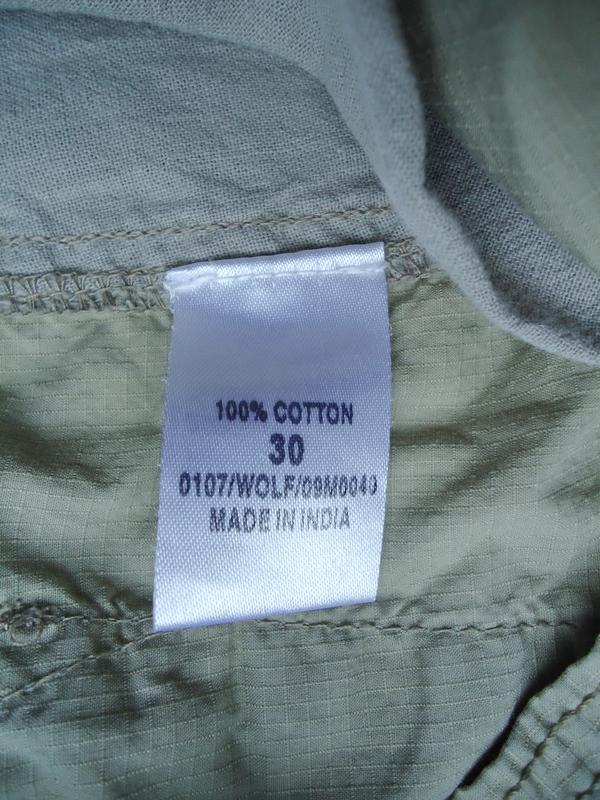 100% COTTON
30
0107/WOLF/09M0040
MADE IN INDIA